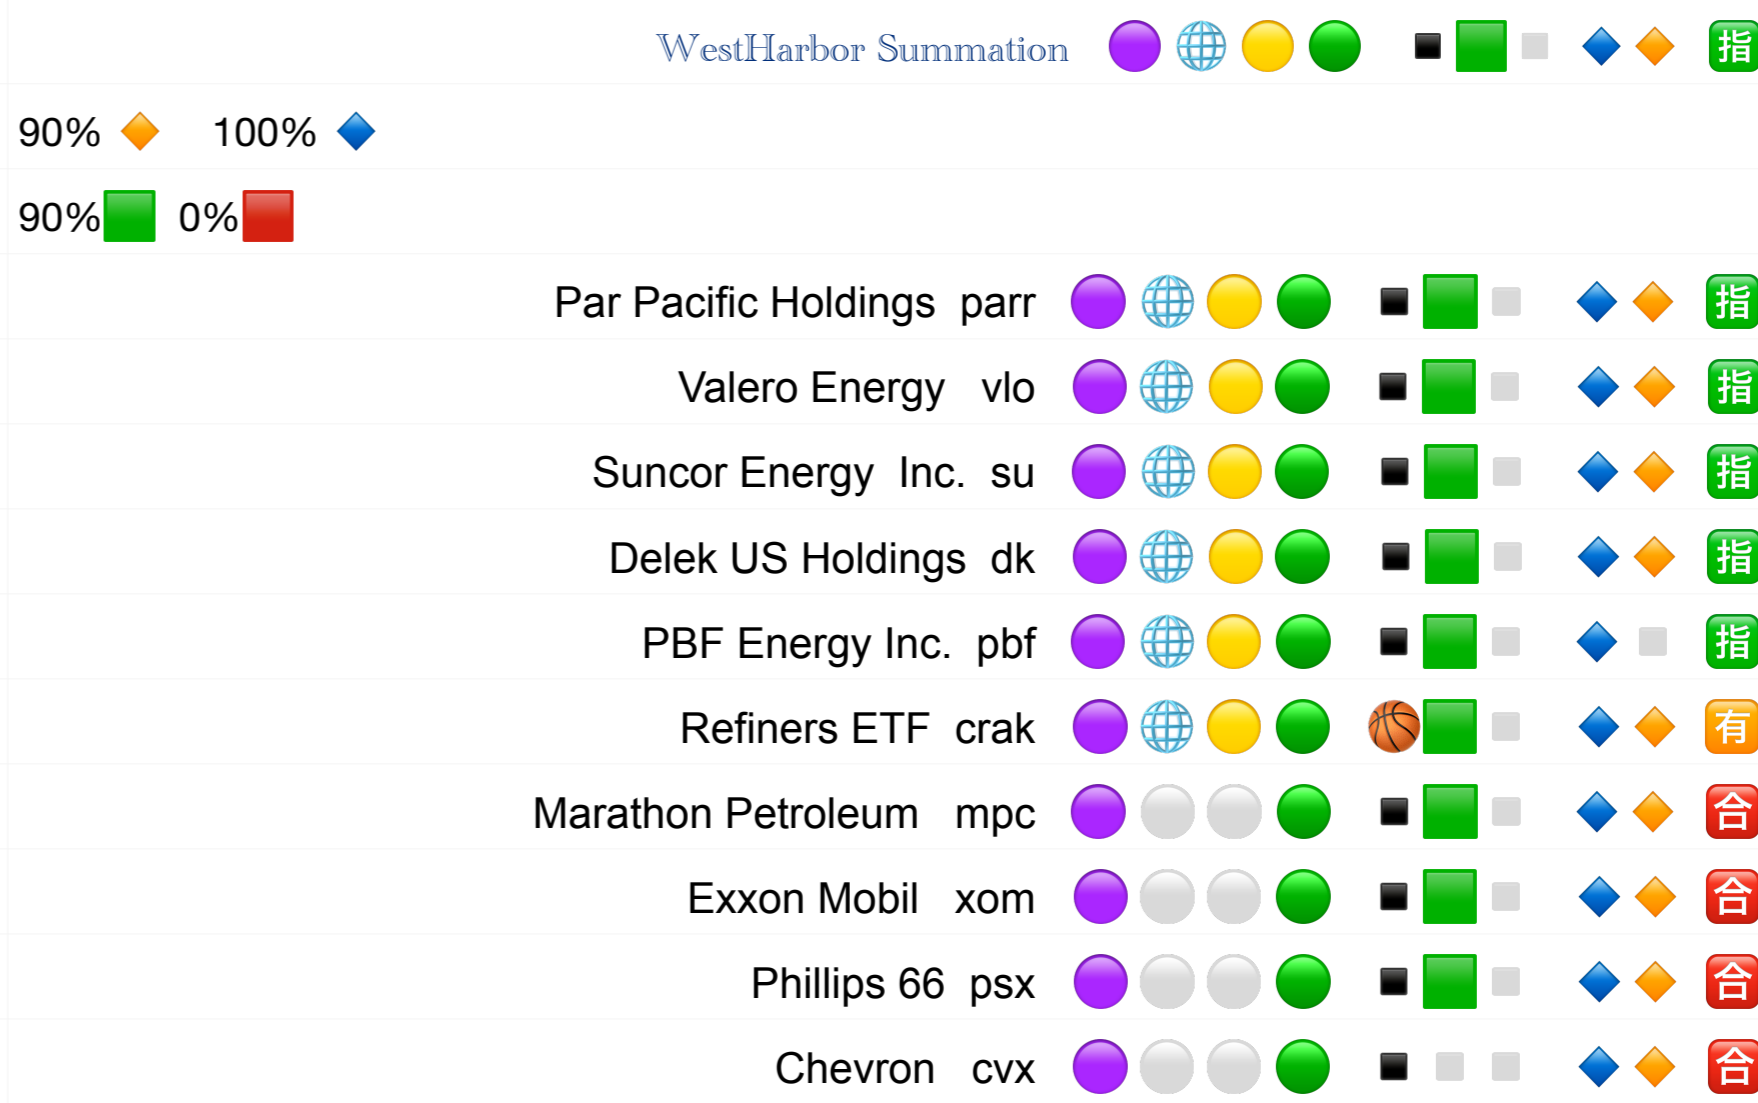 WestHarbor Summation 指
90% 100%
90% 0%
Par Pacific Holdings parr 指
Valero Energy vlo 指
Suncor Energy Inc. su 指
Delek US Holdings dk 指
PBF Energy Inc. pbf 指
Refiners ETF crak 有
Marathon Petroleum mpc 合
Exxon Mobil xom 合
Phillips 66 psx 合
Chevron cvx 合